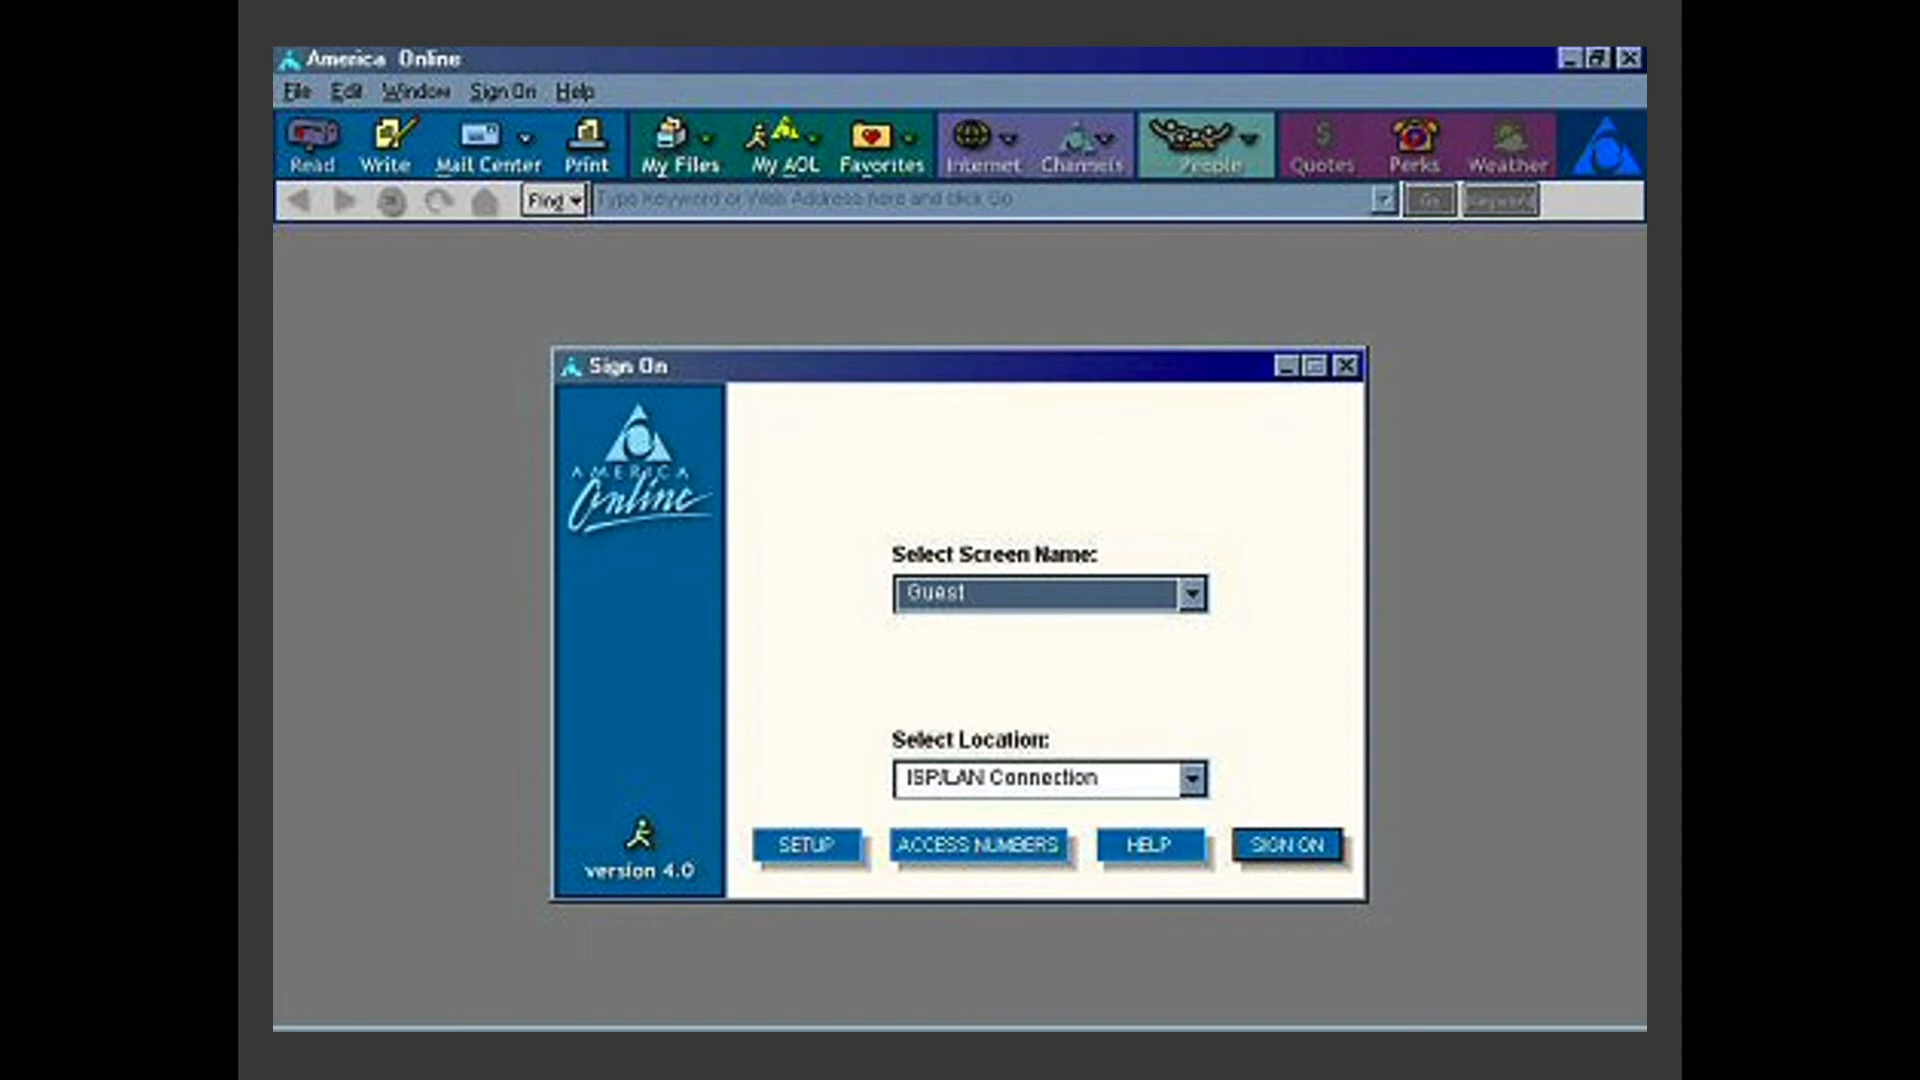 America Online
File Edit Window Sign On Help
Read Write Mail Center Print My Files My AOL Favorites Internet Channels People Quotes Perks Weather
Find Type Keyword or Web Address here and click Go Go Keyword
Sign On
AMERICA
Online
Select Screen Name:
Guest
Select Location:
ISP/LAN Connection
SETUP ACCESS NUMBERS HELP SIGN ON
version 4.0